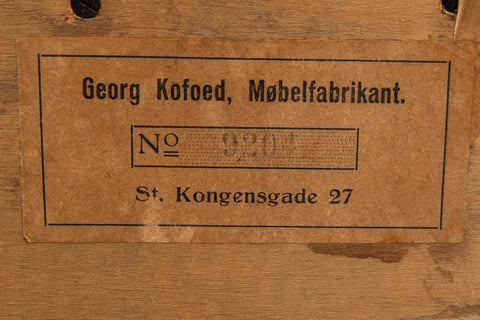 Georg Kofoed, Møbelfabrikant.
No 9204
St. Kongensgade 27